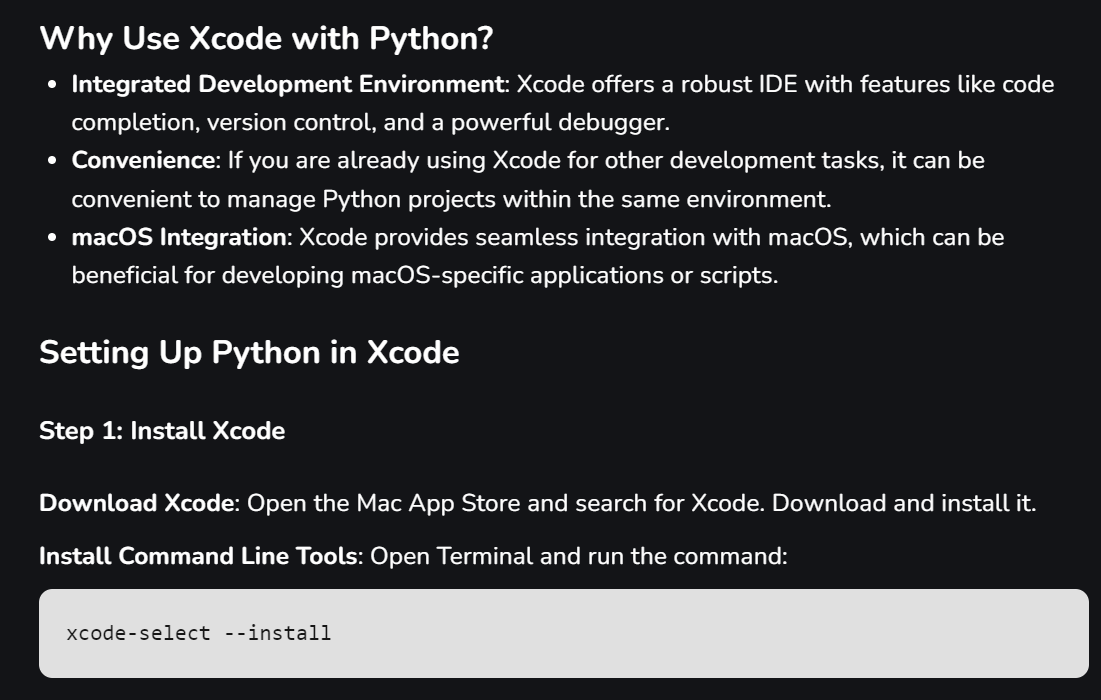 Why Use Xcode with Python?
• Integrated Development Environment: Xcode offers a robust IDE with features like code
completion, version control, and a powerful debugger.
• Convenience: If you are already using Xcode for other development tasks, it can be
convenient to manage Python projects within the same environment.
• macOS Integration: Xcode provides seamless integration with macOS, which can be
beneficial for developing macOS-specific applications or scripts.
Setting Up Python in Xcode
Step 1: Install Xcode
Download Xcode: Open the Mac App Store and search for Xcode. Download and install it.
Install Command Line Tools: Open Terminal and run the command:
xcode-select --install